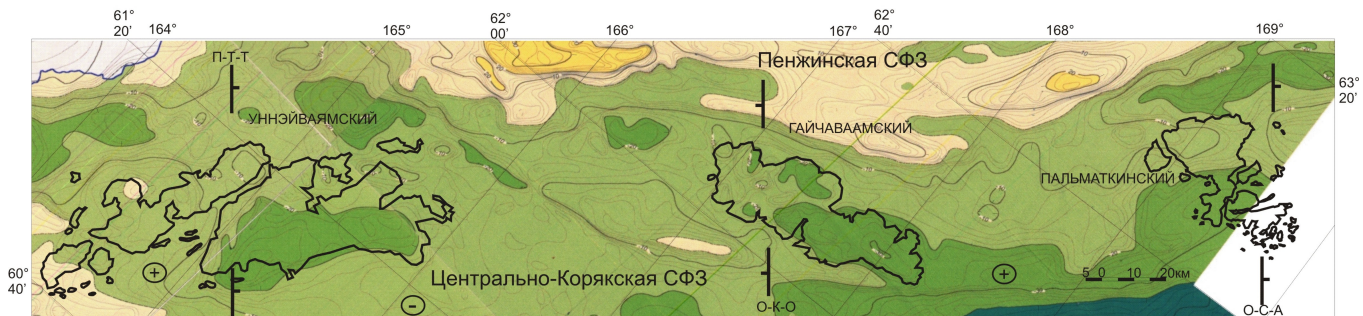 61° 20' 164° 165° 62° 00' 166° 167° 62° 40' 168° 169°
П-Т-Т
Пенжинская СФЗ
63° 20'
УННЭЙВАЯМСКИЙ
ГАЙЧАВААМСКИЙ
ПАЛЬМАТКИНСКИЙ
60° 40'
+
Центрально-Корякская СФЗ
+
5 0 10 20км
-
О-К-О
О-С-А